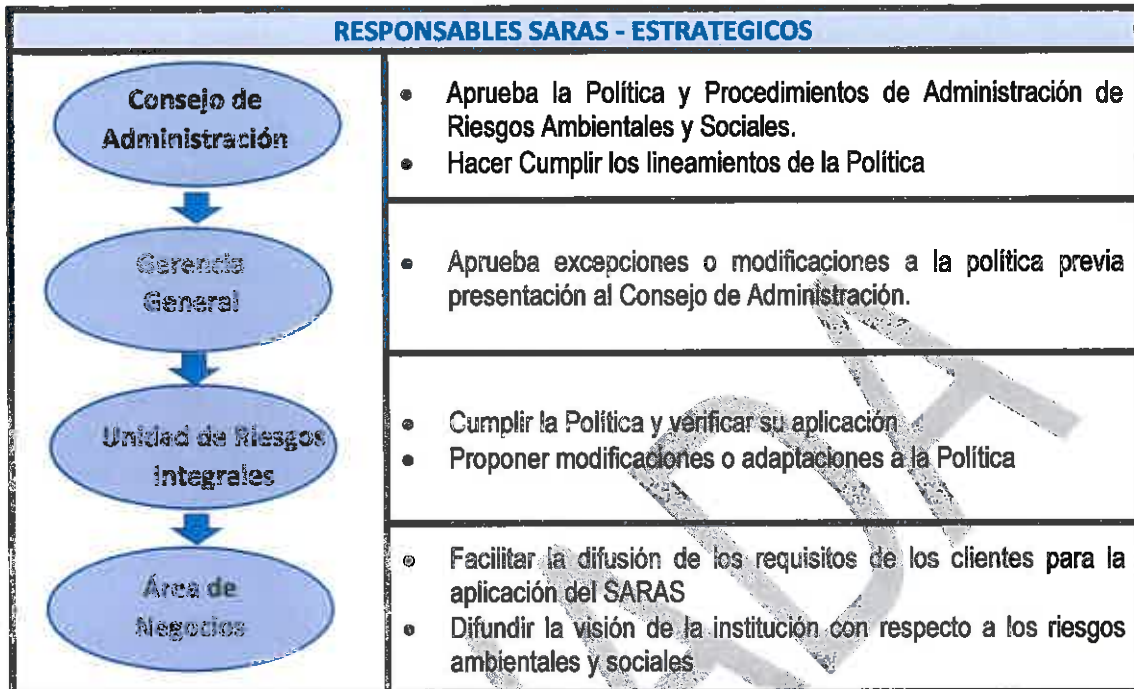 RESPONSABLES SARAS - ESTRATEGICOS
Consejo de
Administración
• Aprueba la Política y Procedimientos de Administración de
Riesgos Ambientales y Sociales.
• Hacer Cumplir los lineamientos de la Política
Gerencia
General
• Aprueba excepciones o modificaciones a la política previa
presentación al Consejo de Administración.
Unidad de Riesgos
Integrales
• Cumplir la Política y verificar su aplicación
• Proponer modificaciones o adaptaciones a la Política
Área de
Negocios
• Facilitar la difusión de los requisitos de los clientes para la
aplicación del SARAS
• Difundir la visión de la institución con respecto a los riesgos
ambientales y sociales